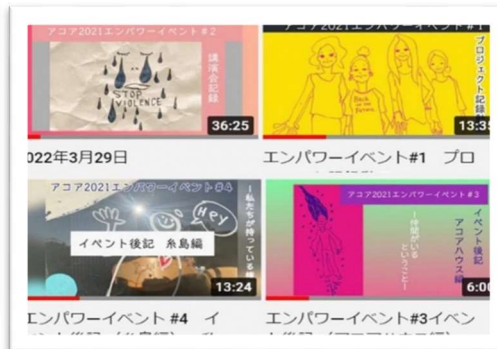 アコア2021エンパワーイベント#2
講演会記録
STOP
VIOLENCE
36:25
022年3月29日
プロジェクト記録
13:3
エンパワーイベント#1 プロ
アコア2021エンパワーイベント#4
ー私たちが持っている
Hey
イベント後記 糸島編
13:24
エンパワーイベント #4 イ
アコア2021エンパワーイベント#3
イベント後記
アコアハウス編
ー仲間がいる
ということー
6:00
エンパワーイベント#3イベン